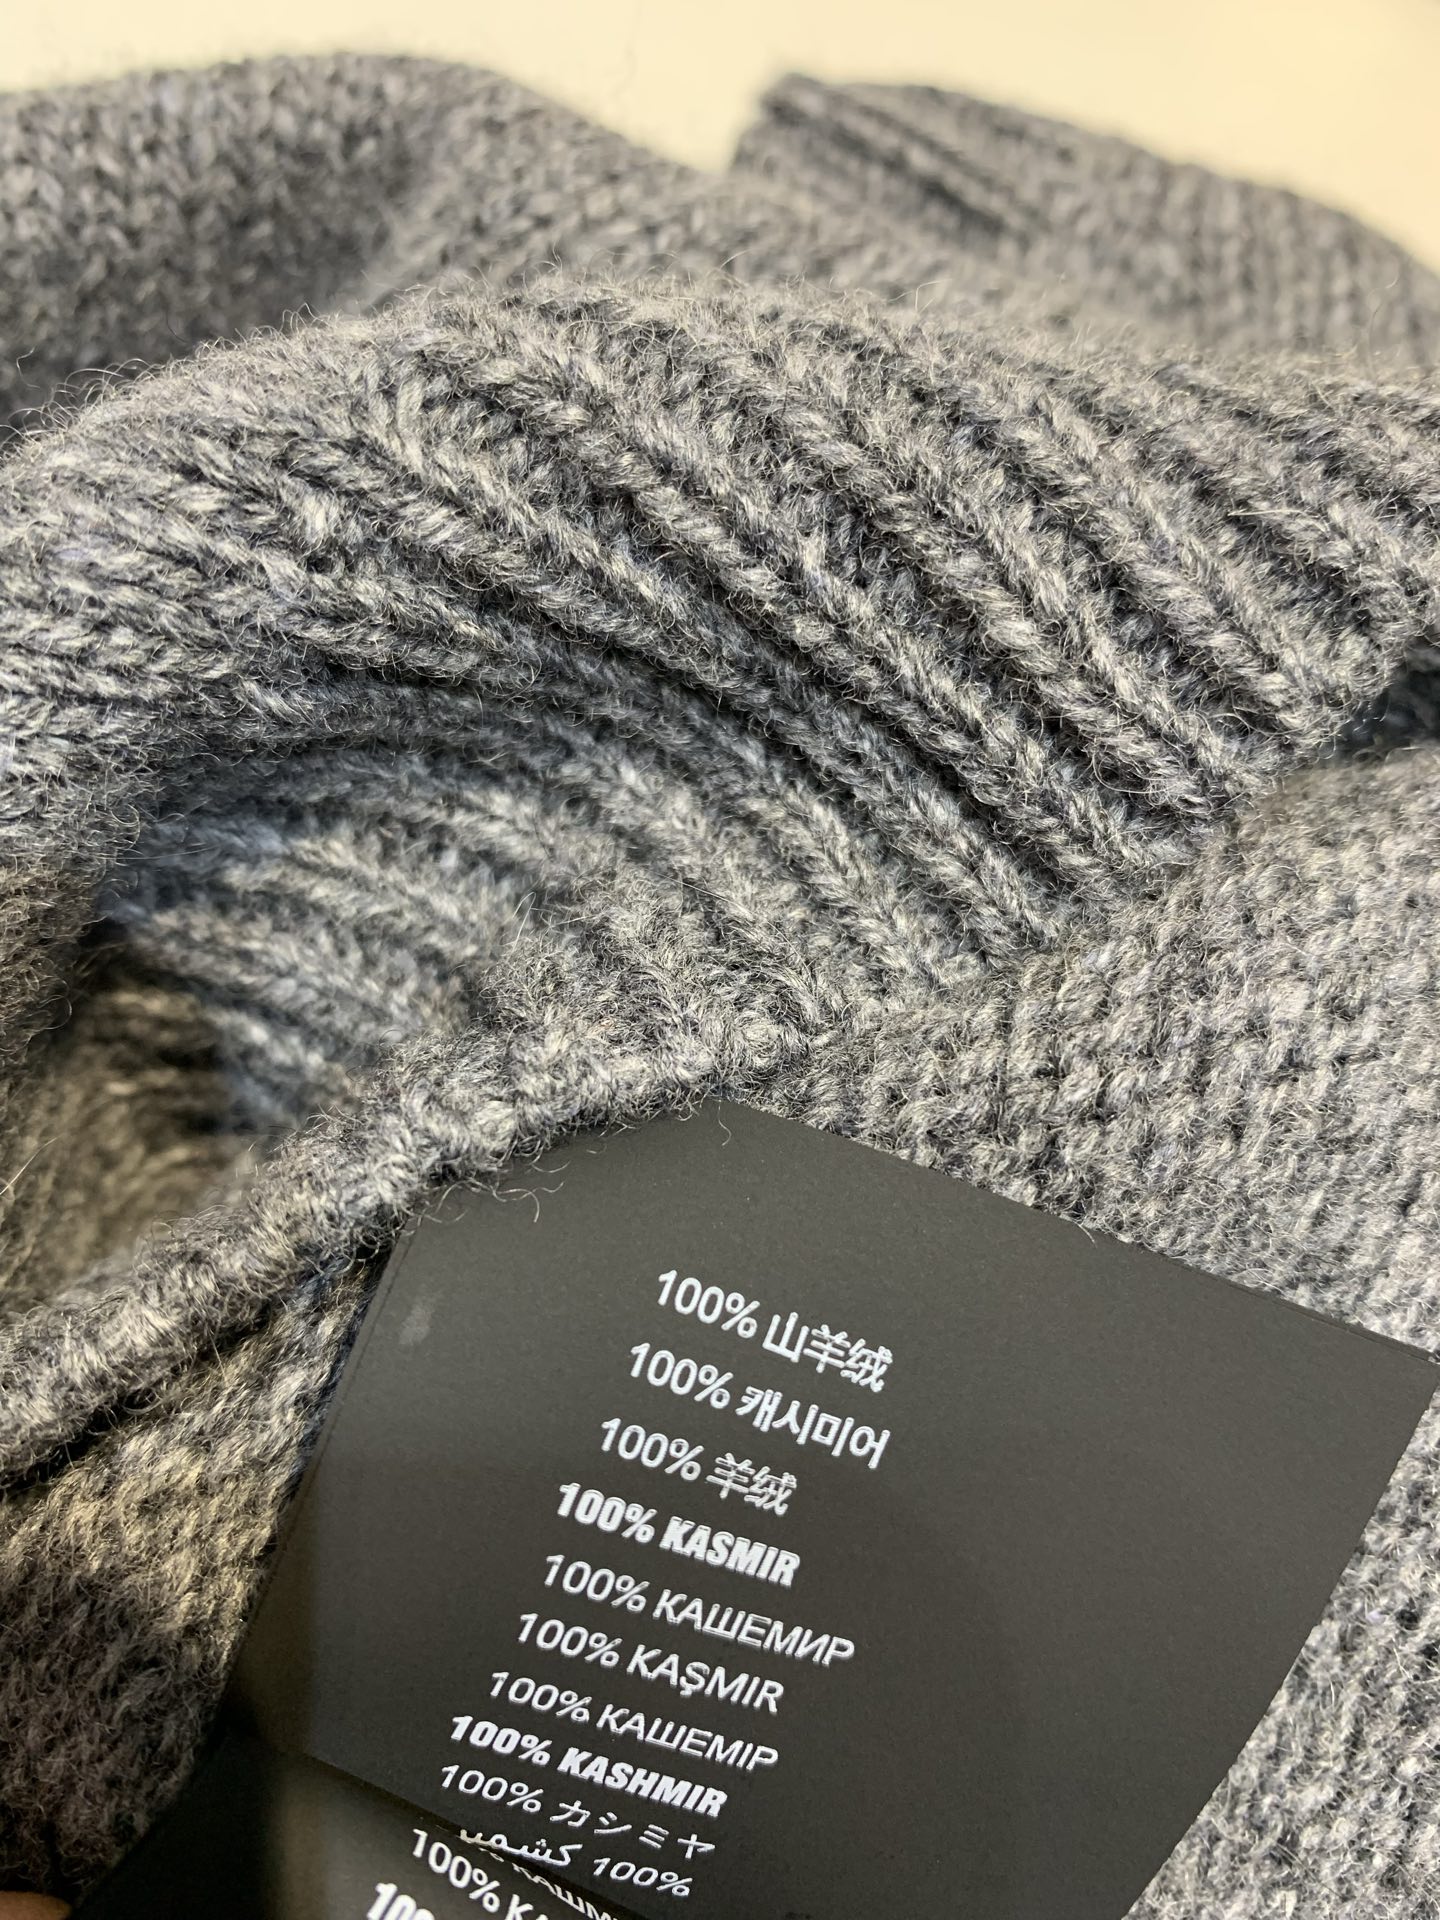 100% 山羊绒
100% 캐시미어
100% 羊绒
100% KASMIR
100% КАШЕМИР
100% KAŞMIR
100% КАШЕМІР
100% KASHMIR
100% カシミヤ
100% كشمير
100%